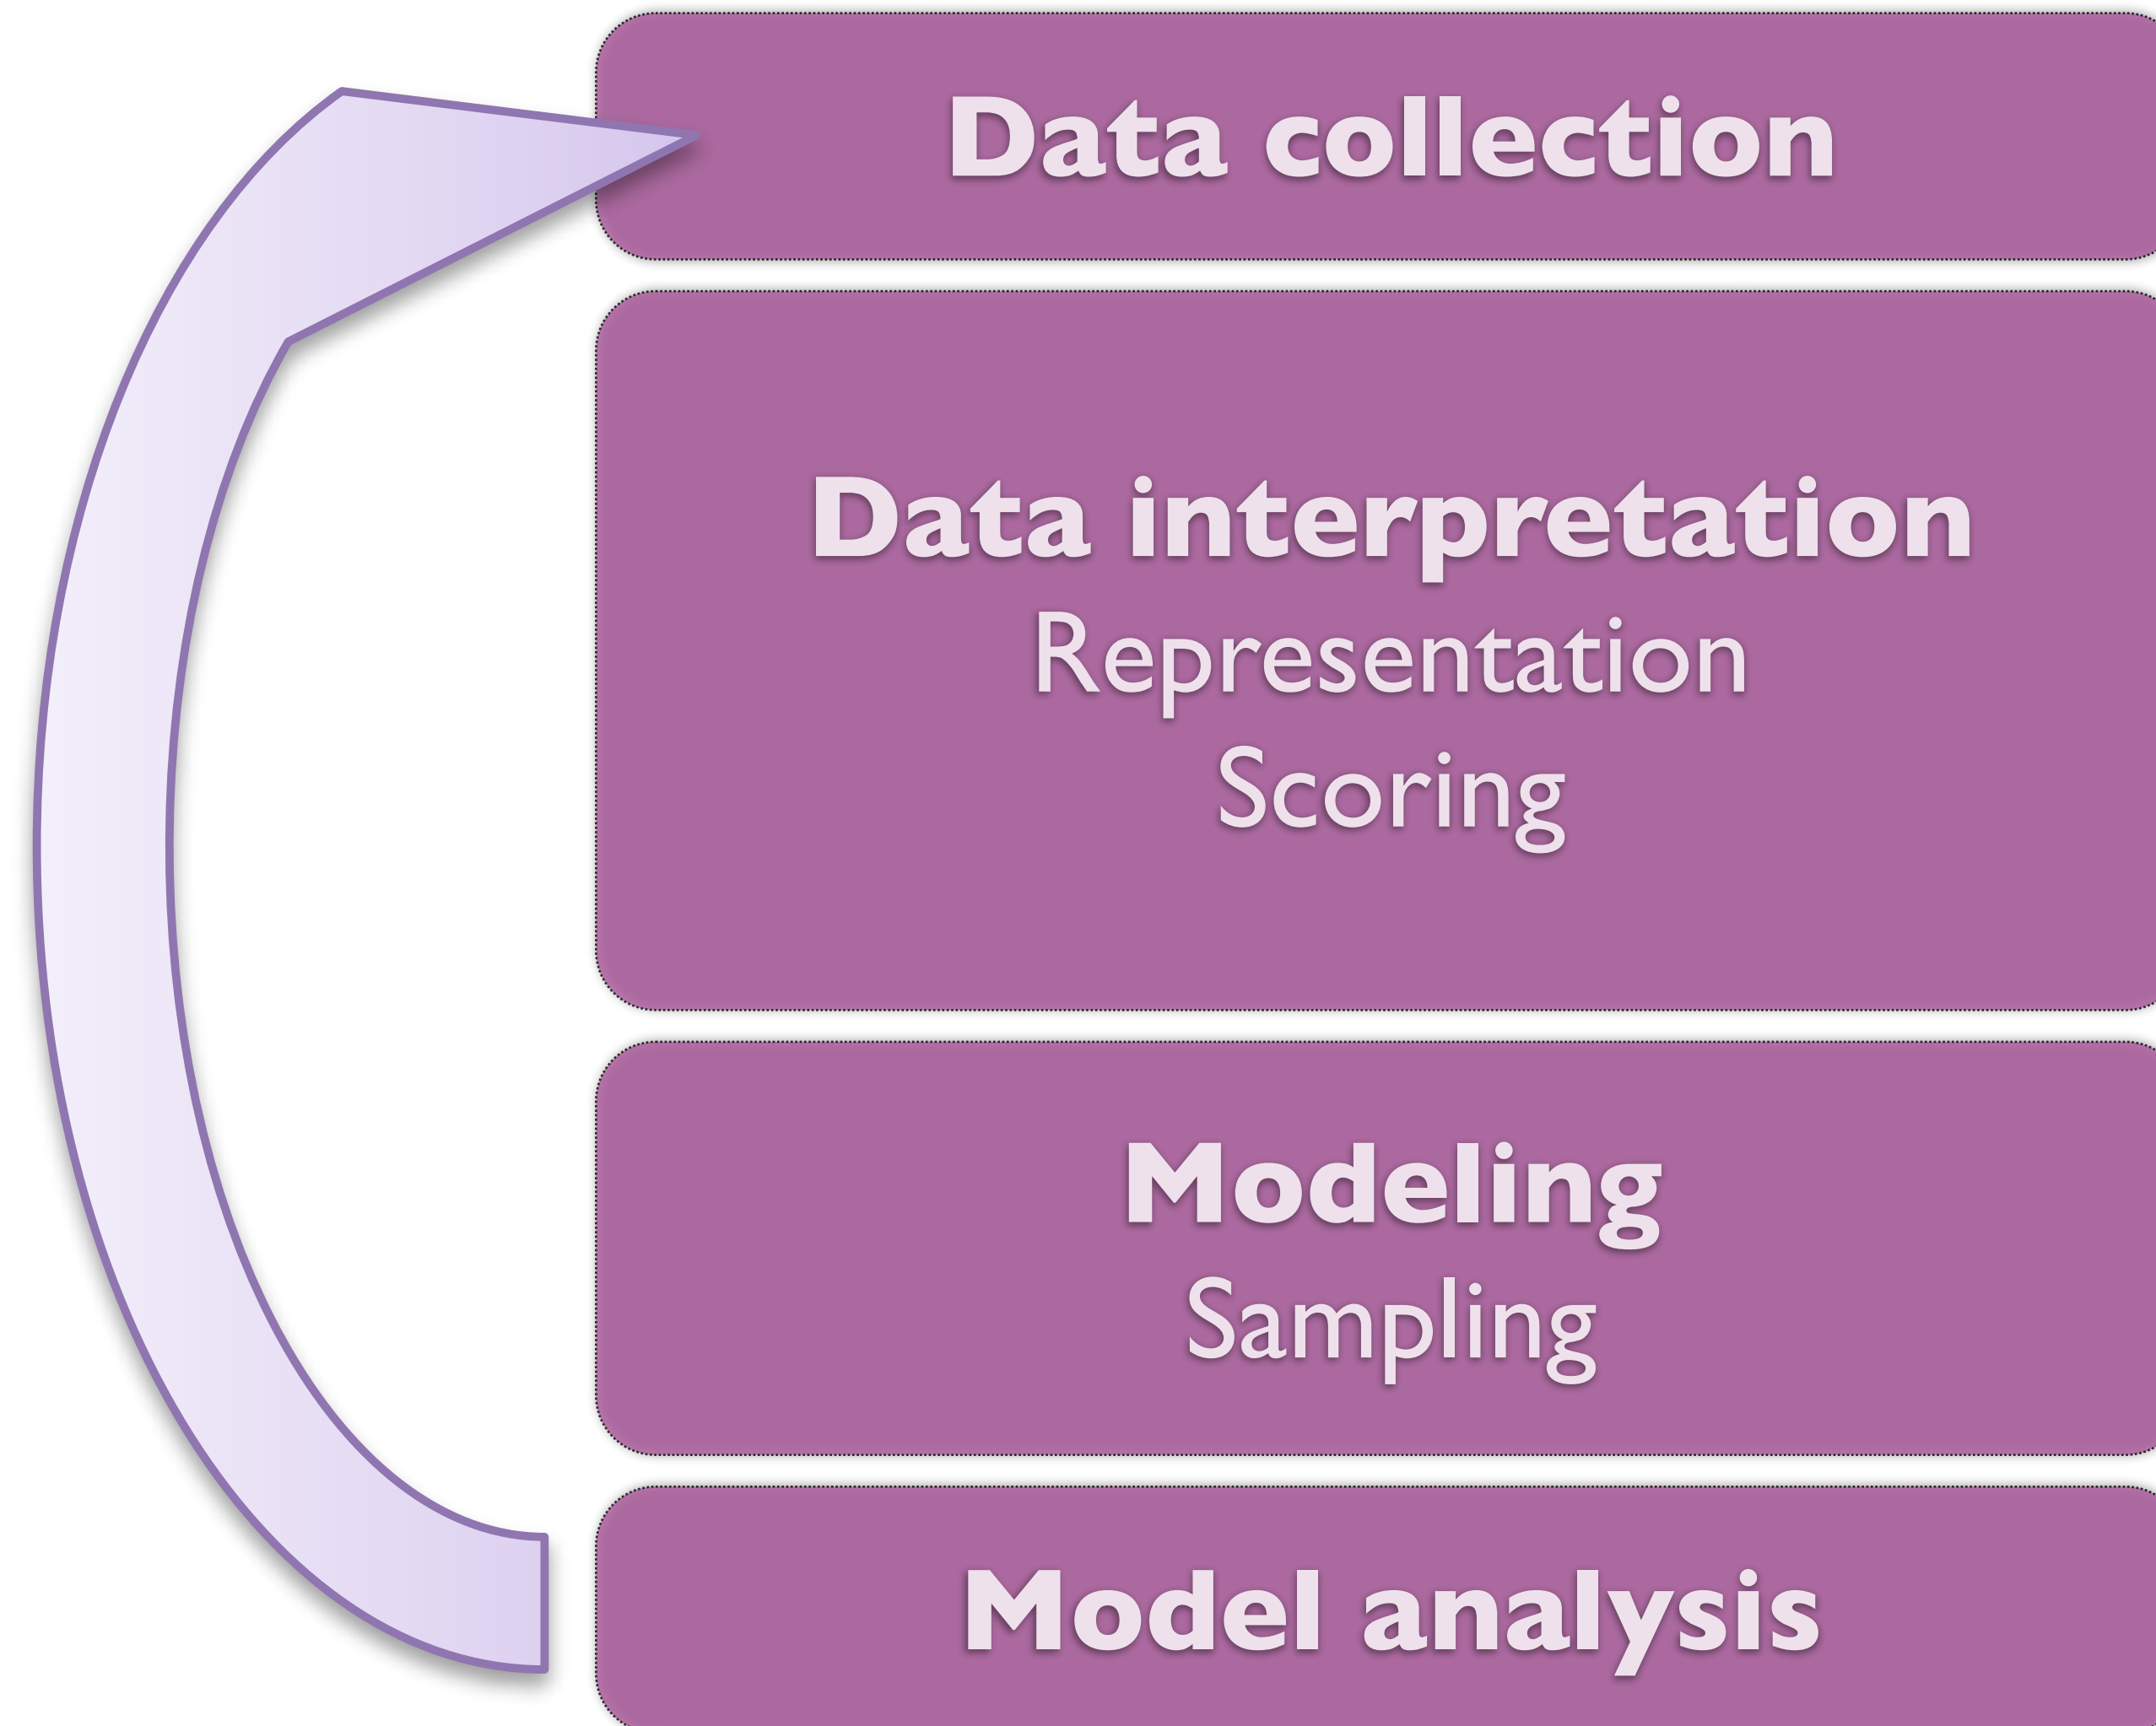 Data collection
Data interpretation
Representation
Scoring
Modeling
Sampling
Model analysis